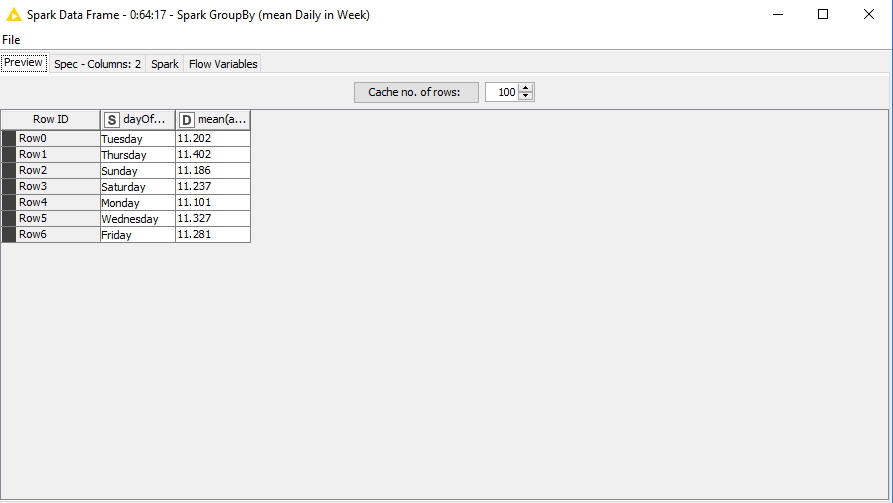 Spark Data Frame - 0:64:17 - Spark GroupBy (mean Daily in Week)
File
Preview Spec - Columns: 2 Spark Flow Variables
Cache no. of rows: 100
Row ID S dayOf... D mean(a...
Row0 Tuesday 11.202
Row1 Thursday 11.402
Row2 Sunday 11.186
Row3 Saturday 11.237
Row4 Monday 11.101
Row5 Wednesday 11.327
Row6 Friday 11.281